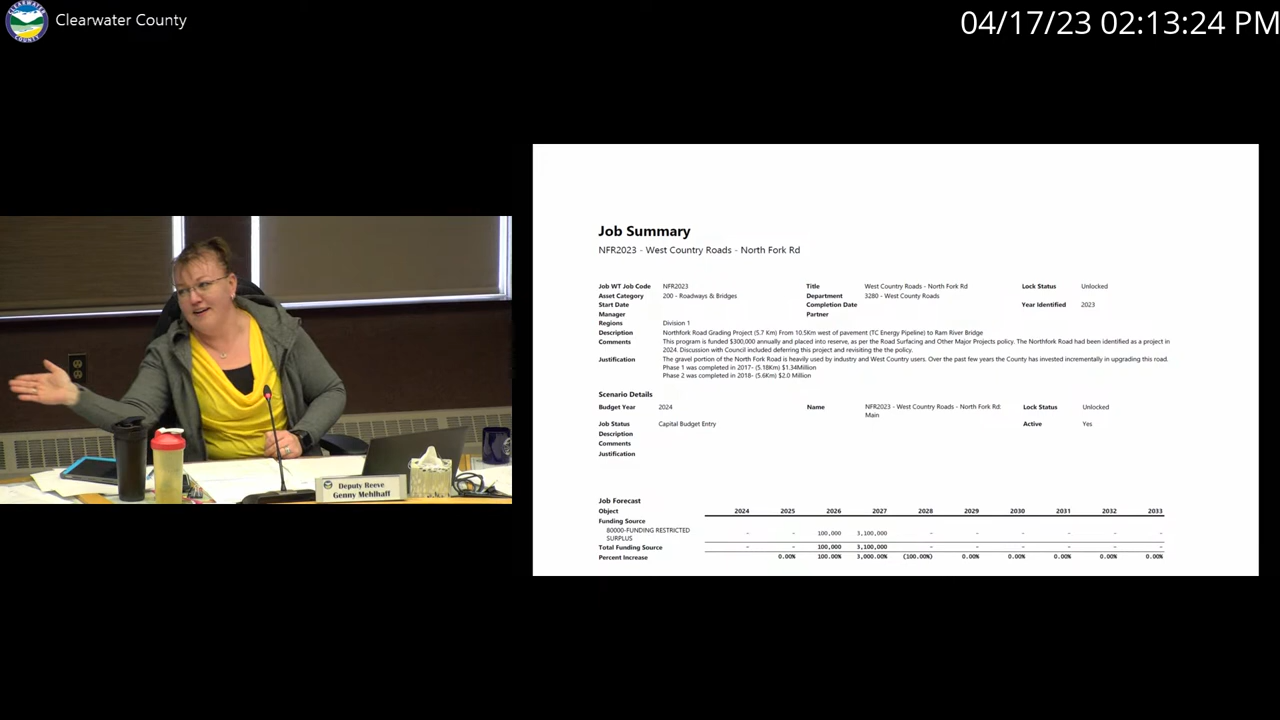 Clearwater County
04/17/23 02:13:24 PM
Deputy Reeve
Genny Mehlhaff
Job Summary
NFR2023 - West Country Roads - North Fork Rd
Job WT Job Code NFR2023 Title West Country Roads - North Fork Rd Lock Status Unlocked
Asset Category 200 - Roadways & Bridges Department 3280 - West County Roads
Start Date Completion Date Year Identified 2023
Manager Partner
Regions Division 1
Description Northfork Road Grading Project (5.7 Km) From 10.5Km west of pavement (TC Energy Pipeline) to Ram River Bridge
Comments This program is funded $300,000 annually and placed into reserve, as per the Road Surfacing and Other Major Projects policy. The Northfork Road had been identified as a project in
2024. Discussion with Council included deferring this project and revisiting the the policy.
Justification The gravel portion of the North Fork Road is heavily used by industry and West Country users. Over the past few years the County has invested incrementally in upgrading this road.
Phase 1 was completed in 2017- (5.18Km) $1.34Million
Phase 2 was completed in 2018- (5.6Km) $2.0 Million
Scenario Details
Budget Year 2024 Name NFR2023 - West Country Roads - North Fork Rd: Lock Status Unlocked
Main
Job Status Capital Budget Entry Active Yes
Description
Comments
Justification
Job Forecast
Object 2024 2025 2026 2027 2028 2029 2030 2031 2032 2033
Funding Source
80000-FUNDING RESTRICTED
SURPLUS - - 100,000 3,100,000 - - - - - -
Total Funding Source - - 100,000 3,100,000 - - - - - -
Percent Increase 0.00% 100.00% 3,000.00% (100.00%) 0.00% 0.00% 0.00% 0.00% 0.00%